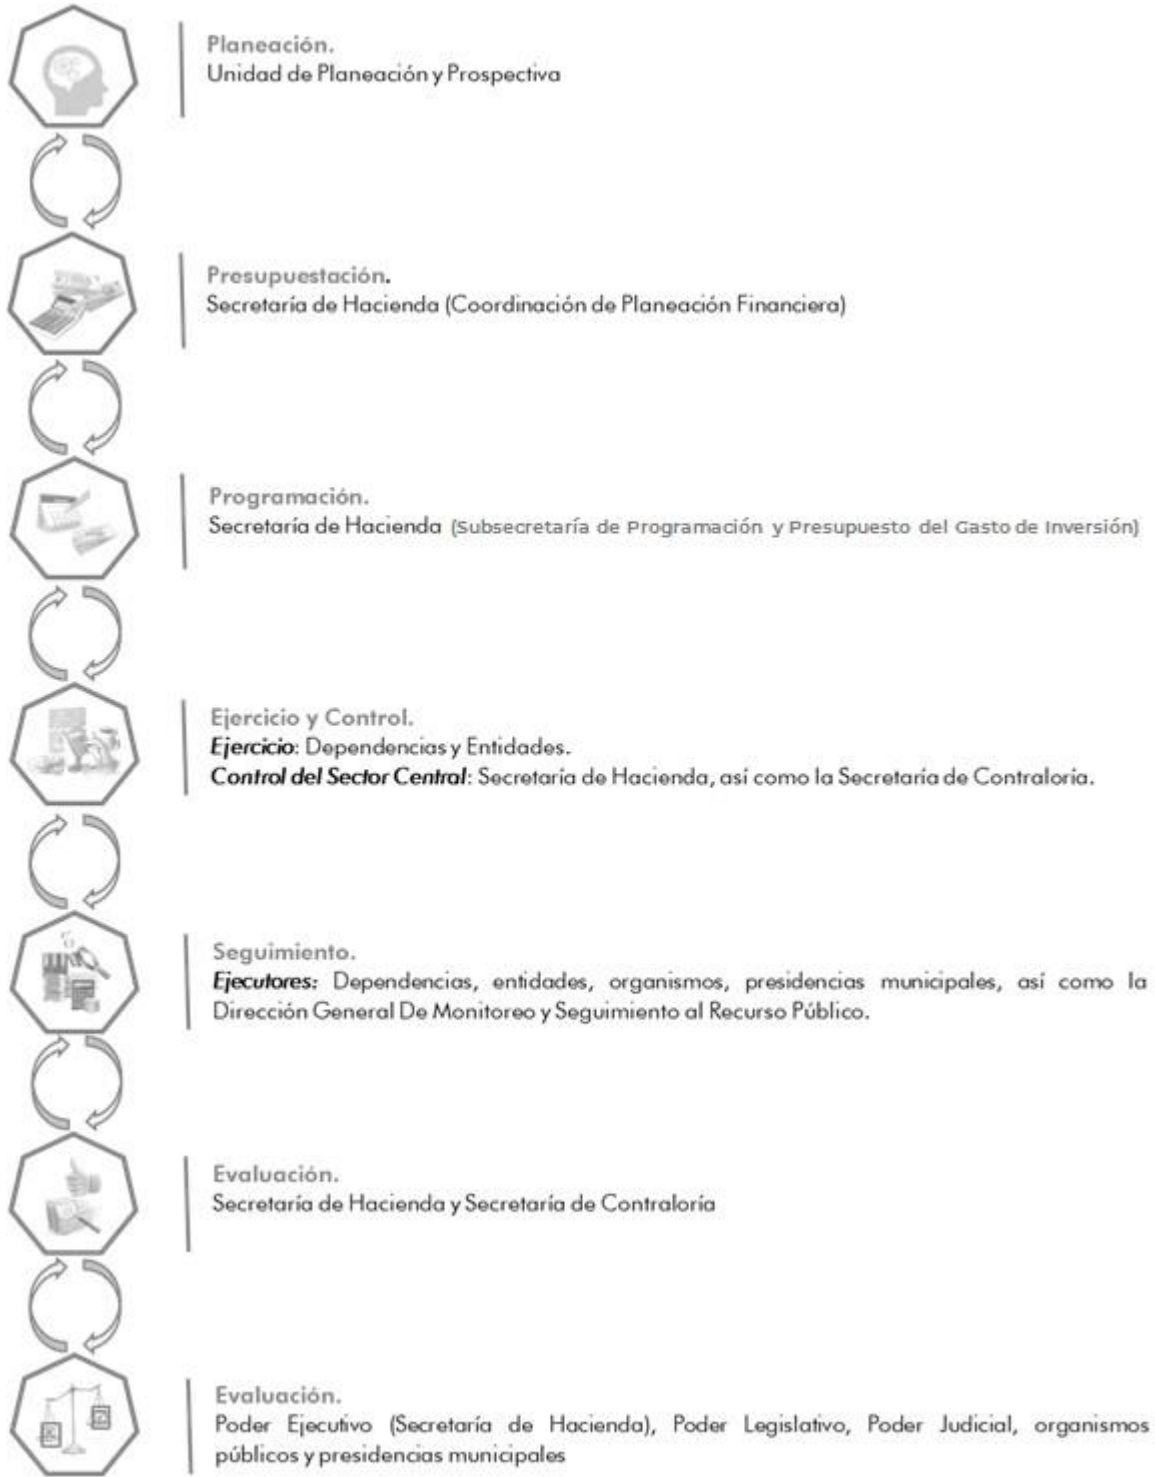 Planeación.
Unidad de Planeación y Prospectiva
Presupuestación.
Secretaría de Hacienda (Coordinación de Planeación Financiera)
Programación.
Secretaría de Hacienda (Subsecretaría de Programación y Presupuesto del Gasto de Inversión)
Ejercicio y Control.
Ejercicio: Dependencias y Entidades.
Control del Sector Central: Secretaría de Hacienda, así como la Secretaría de Contraloría.
Seguimiento.
Ejecutores: Dependencias, entidades, organismos, presidencias municipales, así como la
Dirección General De Monitoreo y Seguimiento al Recurso Público.
Evaluación.
Secretaría de Hacienda y Secretaría de Contraloría
Evaluación.
Poder Ejecutivo (Secretaría de Hacienda), Poder Legislativo, Poder Judicial, organismos
públicos y presidencias municipales